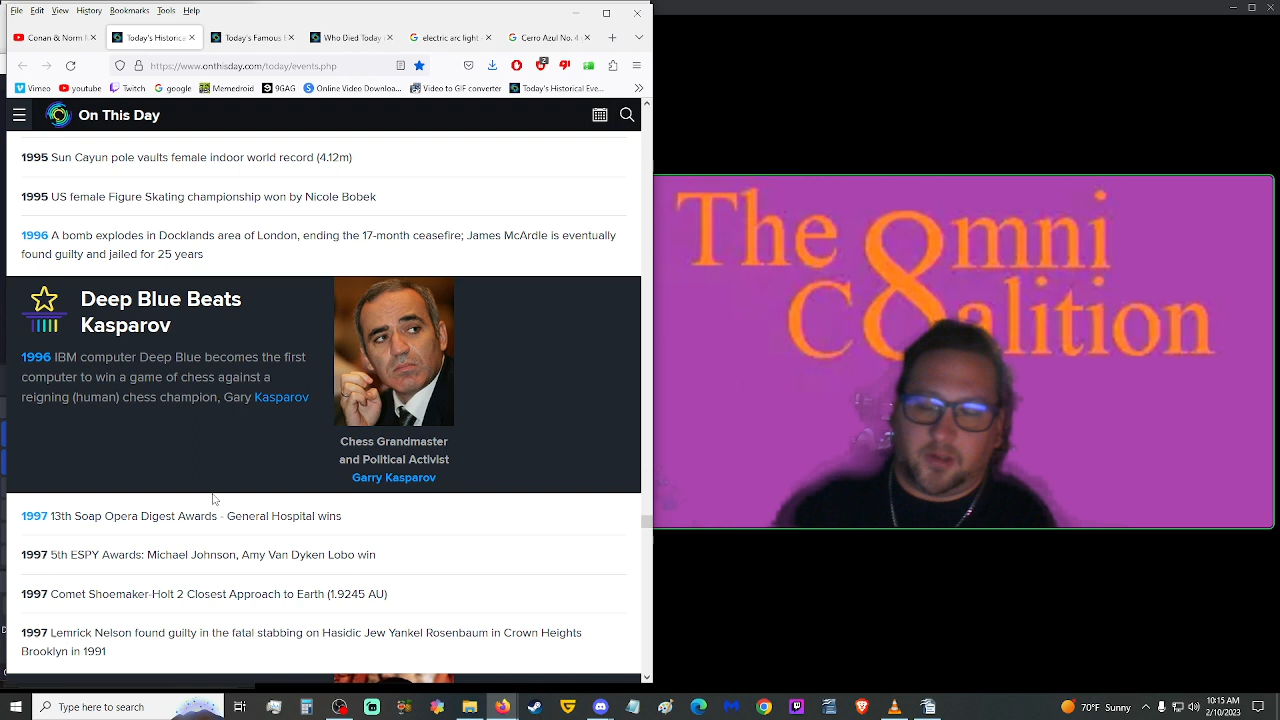 File Edit View History Bookmarks Tools Help
Conan & Norm
Today's Historica
Today's Famous
Who Died Today
electric arc light -
Cerro Azul No. 4
https://www.onthisday.com/today/events.php
2
Vimeo youtube Twitch google Memedroid 9GAG Online Video Downloa... Video to GIF converter Today's Historical Eve...
On This Day
1995 Sun Cayun pole vaults female indoor world record (4.12m)
1995 US female Figure Skating championship won by Nicole Bobek
1996 A bomb explodes in Docklands area of London, ending the 17-month ceasefire; James McArdle is eventually
found guilty and jailed for 25 years
Deep Blue Beats
Kasparov
1996 IBM computer Deep Blue becomes the first
computer to win a game of chess against a
reigning (human) chess champion, Gary Kasparov
Chess Grandmaster
and Political Activist
Garry Kasparov
1997 13th Soap Opera Digest Awards - General Hospital wins
1997 5th ESPY Awards: Michael Johnson, Amy Van Dyken Lobo win
1997 Comet Shoemaker-Holt 2 Closest Approach to Earth (1.9245 AU)
1997 Lemrick Nelson found guilty in the fatal stabbing on Hasidic Jew Yankel Rosenbaum in Crown Heights
Brooklyn in 1991
The 8mni
C8alition
Type here to search
70°F Sunny
10:15 AM
2/10/2023